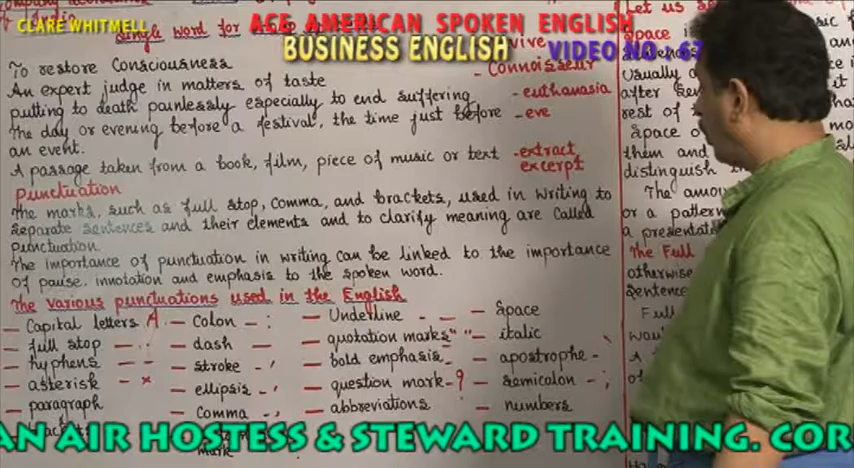 CLARE WHITMELL
ACE AMERICAN SPOKEN ENGLISH
BUSINESS ENGLISH
VIDEO NO - 67
Single word for
To restore Consciousness
vive
An expert judge in matters of taste - Connoisseur
putting to death painlessly especially to end suffering - euthanasia
The day or evening before a festival, the time just before - eve
an event.
A passage taken from a book, film, piece of music or text - extract
excerpt
Punctuation
The marks, such as full stop, Comma, and brackets, used in writing to
separate sentences and their elements and to clarify meaning are called
punctuation
The importance of punctuation in writing can be linked to the importance
of pause, innotation and emphasis to the spoken word.
The various punctuations used in the English
- Capital letters A
- full stop - .
- hyphens - -
- asterisk - *
- paragraph
- Colon - :
- dash —
- stroke - /
- ellipsis -
- Comma - ,
mark
- Underline - _
- quotation marks " "
- bold emphasis
- question mark - ?
- abbreviations
- Space
- italic
- apostrophe - '
- semicolon - ;
- numbers
Let us
Space
Usually
after
rest of
Space
them and
distinguish
The amou
or a patter
a presentat
The Full
otherwise
sentence
AN AIR HOSTESS & STEWARD TRAINING, COR